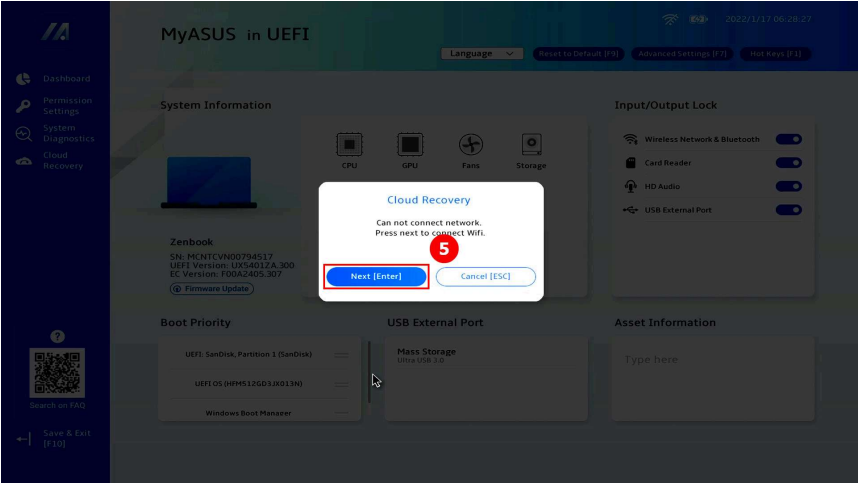 MyASUS in UEFI
2022/1/17 06:28:27
Language
Reset to Default [F9]
Advanced Settings [F7]
Hot Keys [F1]
Dashboard
Permission
Settings
System
Diagnostics
Cloud
Recovery
System Information
CPU
GPU
Fans
Storage
Zenbook
SN: MCNTCVN00794517
UEFI Version: UX5401ZA.300
EC Version: F00A2405.307
Firmware Update
Input/Output Lock
Wireless Network & Bluetooth
Card Reader
HD Audio
USB External Port
Cloud Recovery
Can not connect network.
Press next to connect Wifi.
5
Next [Enter]
Cancel [ESC]
Boot Priority
UEFI: SanDisk, Partition 1 (SanDisk)
UEFI OS (HFM512GD3JX013N)
Windows Boot Manager
USB External Port
Mass Storage
Ultra USB 3.0
Asset Information
Type here
?
Search on FAQ
Save & Exit
[F10]